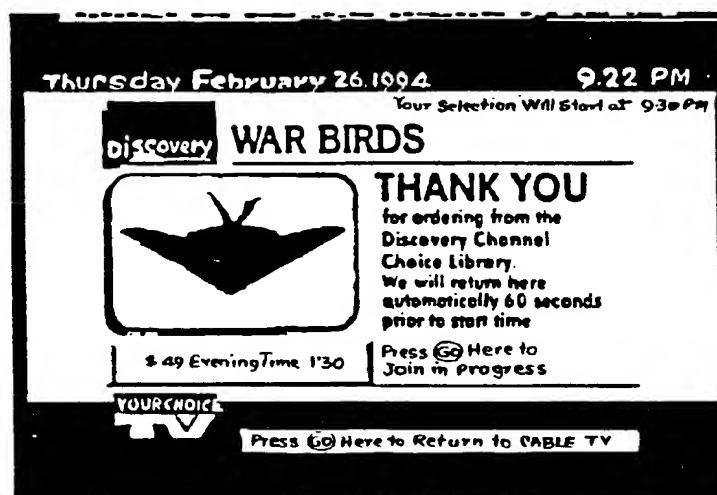 Thursday February 26.1994 9.22 PM
Your Selection Will Start at 9:30 PM
Discovery WAR BIRDS
THANK YOU
for ordering from the
Discovery Channel
Choice Library.
We will return here
automatically 60 seconds
prior to start time
$ 49 Evening Time 1'30
Press GO Here to
Join in Progress
YOUR CHOICE
TV
Press GO Here to Return to CABLE TV